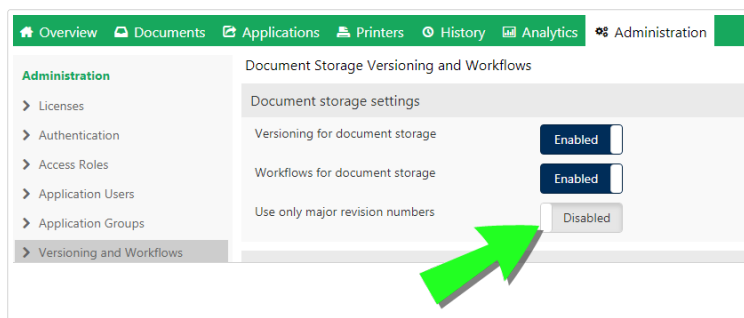 Overview Documents Applications Printers History Analytics Administration
Administration
Licenses
Authentication
Access Roles
Application Users
Application Groups
Versioning and Workflows
Document Storage Versioning and Workflows
Document storage settings
Versioning for document storage Enabled
Workflows for document storage Enabled
Use only major revision numbers Disabled